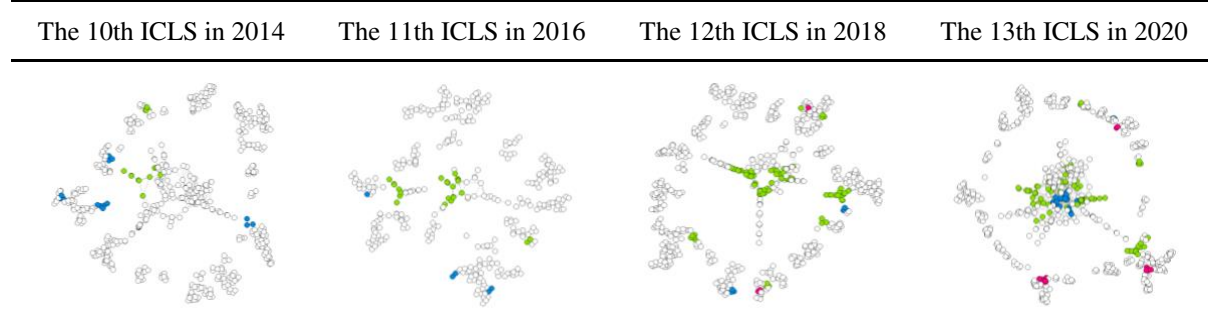 The 10th ICLS in 2014 The 11th ICLS in 2016 The 12th ICLS in 2018 The 13th ICLS in 2020